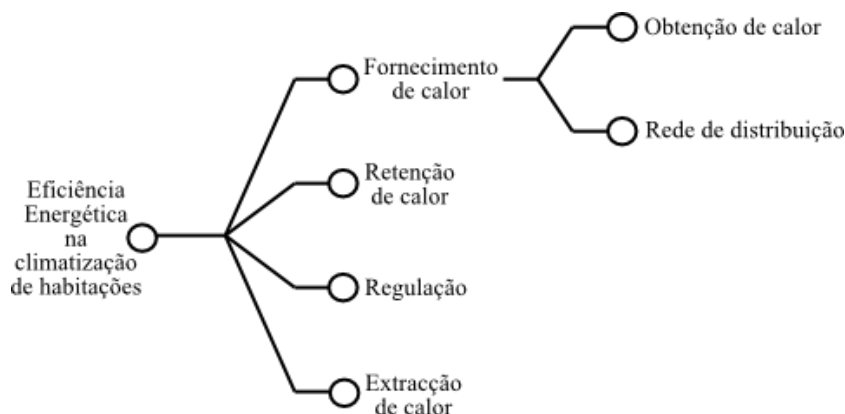 Obtenção de calor
Fornecimento
de calor
Rede de distribuição
Retenção
de calor
Eficiência
Energética
na
climatização
de habitações
Regulação
Extracção
de calor